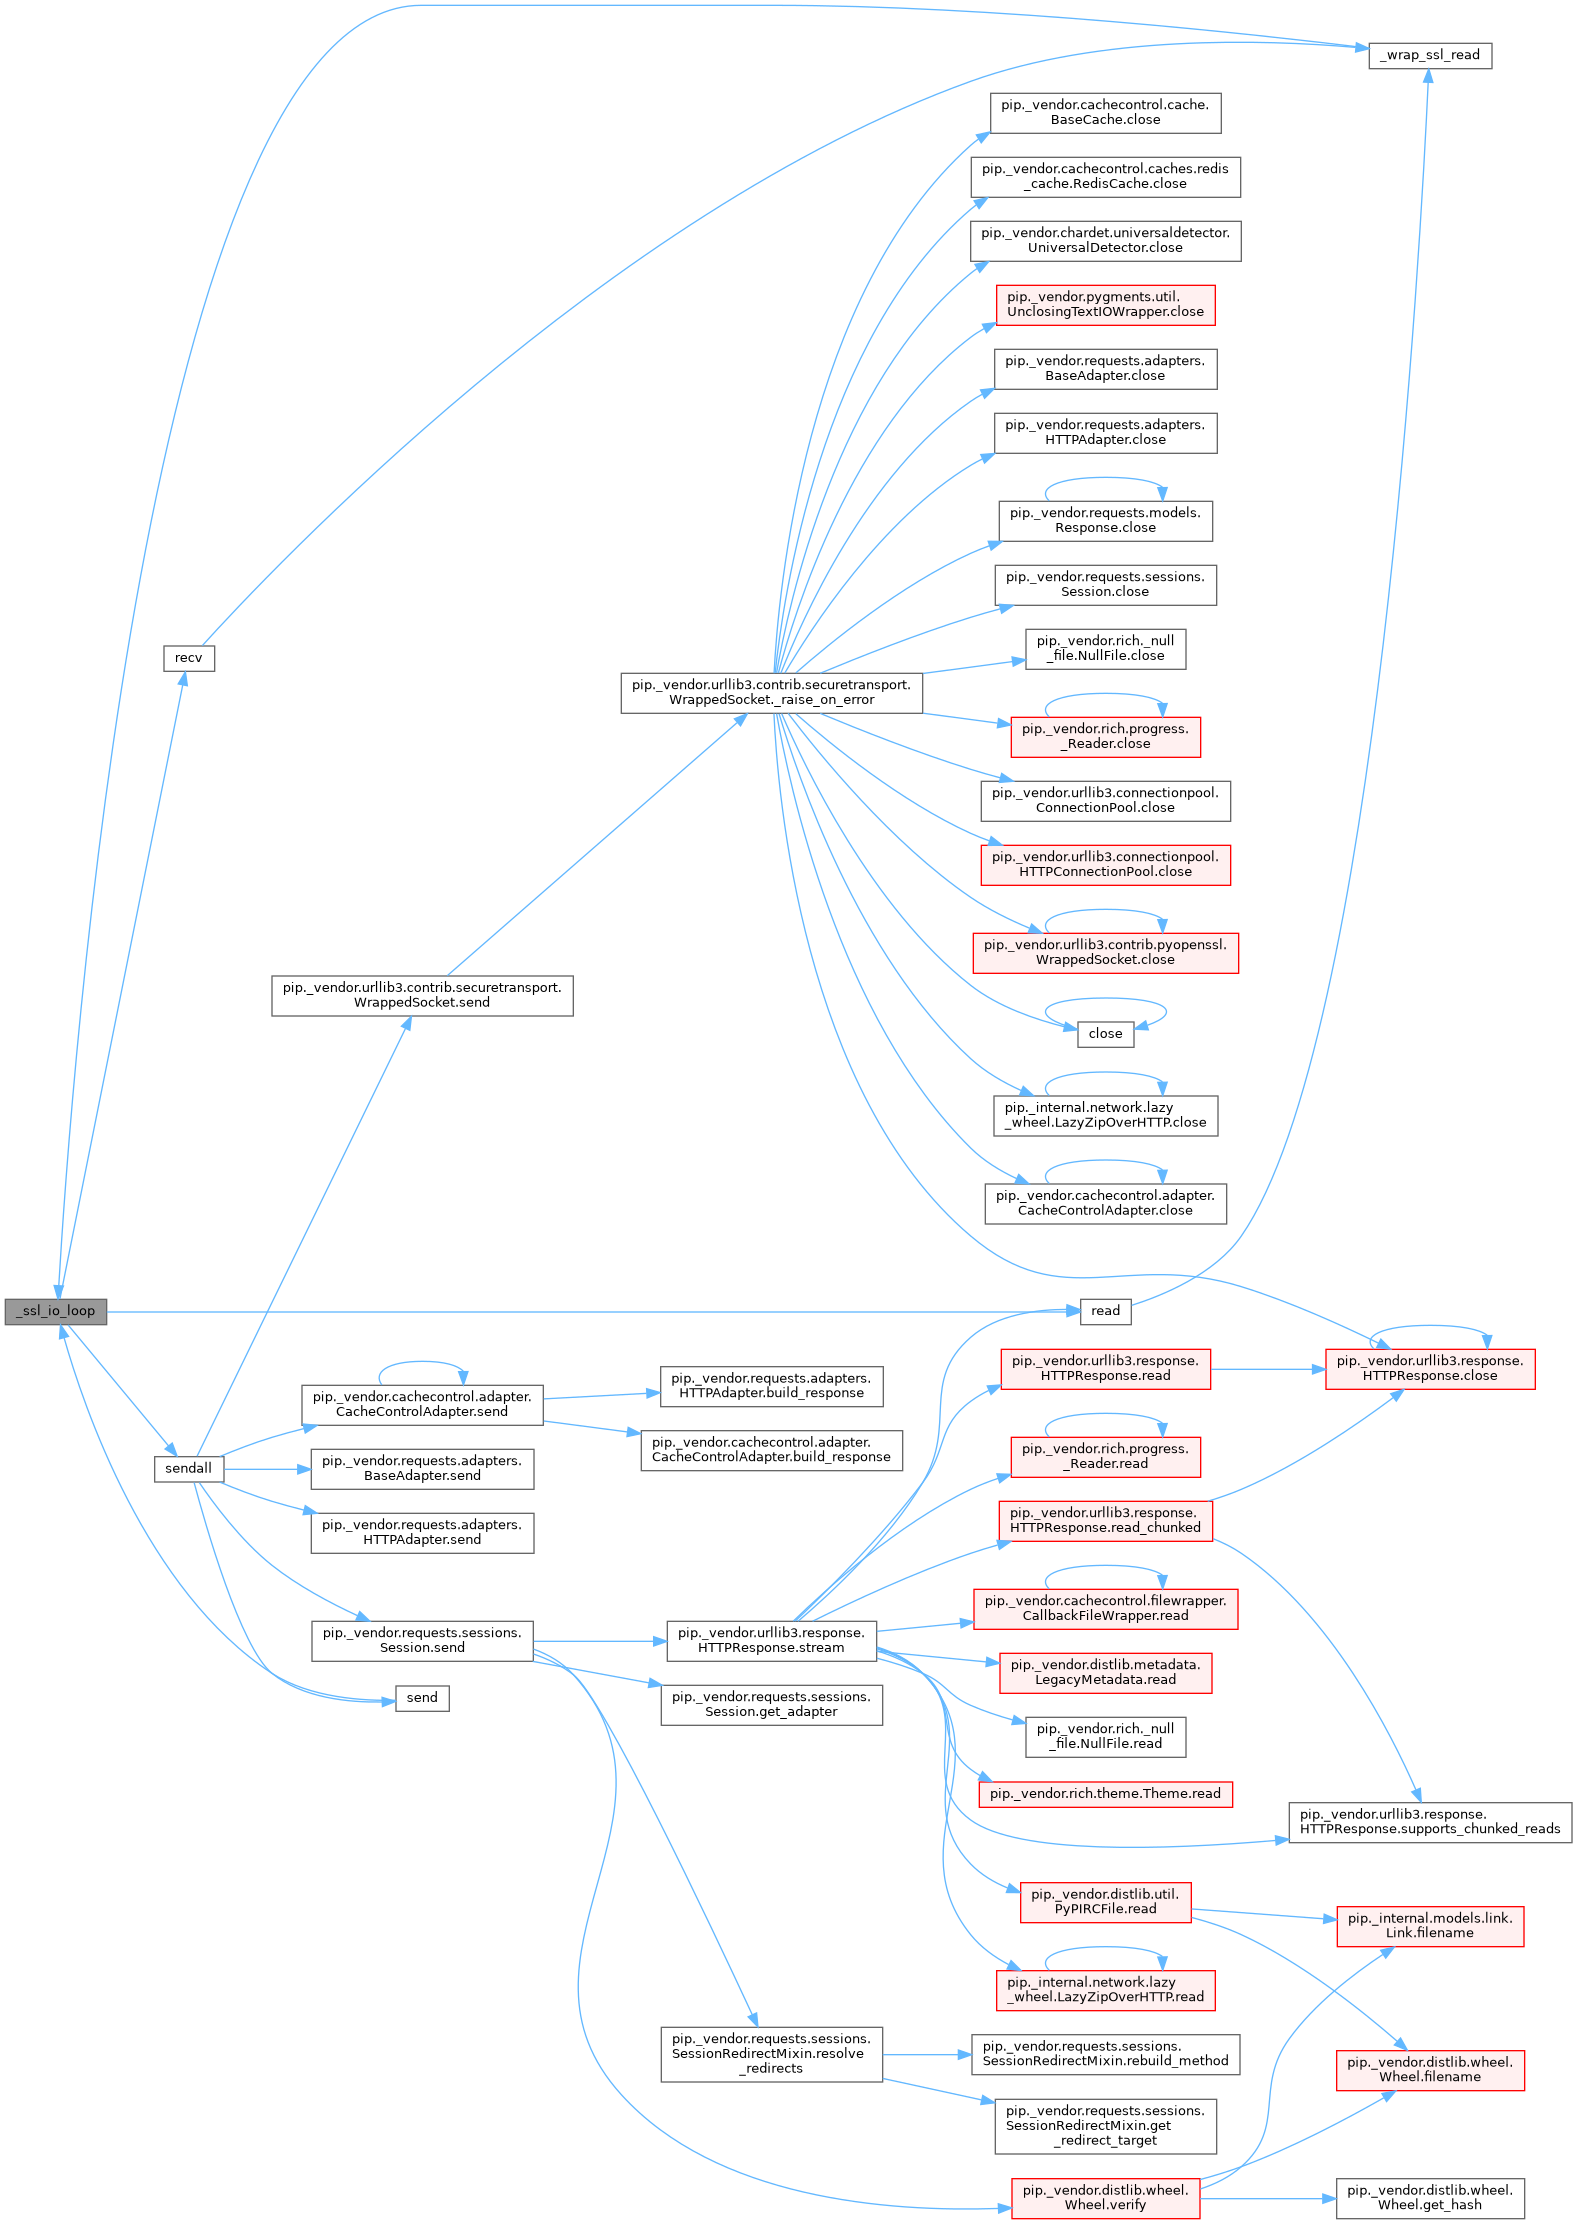 _wrap_ssl_read
pip._vendor.cachecontrol.cache.
BaseCache.close
pip._vendor.cachecontrol.caches.redis
_cache.RedisCache.close
pip._vendor.chardet.universaldetector.
UniversalDetector.close
pip._vendor.pygments.util.
UnclosingTextIOWrapper.close
pip._vendor.requests.adapters.
BaseAdapter.close
pip._vendor.requests.adapters.
HTTPAdapter.close
pip._vendor.requests.models.
Response.close
pip._vendor.requests.sessions.
Session.close
pip._vendor.rich._null
_file.NullFile.close
recv
pip._vendor.urllib3.contrib.securetransport.
WrappedSocket._raise_on_error
pip._vendor.rich.progress.
_Reader.close
pip._vendor.urllib3.connectionpool.
ConnectionPool.close
pip._vendor.urllib3.connectionpool.
HTTPConnectionPool.close
pip._vendor.urllib3.contrib.pyopenssl.
WrappedSocket.close
pip._vendor.urllib3.contrib.securetransport.
WrappedSocket.send
close
pip._internal.network.lazy
_wheel.LazyZipOverHTTP.close
pip._vendor.cachecontrol.adapter.
CacheControlAdapter.close
_ssl_io_loop
read
pip._vendor.urllib3.response.
HTTPResponse.read
pip._vendor.urllib3.response.
HTTPResponse.close
pip._vendor.cachecontrol.adapter.
CacheControlAdapter.send
pip._vendor.requests.adapters.
HTTPAdapter.build_response
pip._vendor.cachecontrol.adapter.
CacheControlAdapter.build_response
pip._vendor.rich.progress.
_Reader.read
sendall
pip._vendor.requests.adapters.
BaseAdapter.send
pip._vendor.requests.adapters.
HTTPAdapter.send
pip._vendor.urllib3.response.
HTTPResponse.read_chunked
pip._vendor.cachecontrol.filewrapper.
CallbackFileWrapper.read
pip._vendor.requests.sessions.
Session.send
pip._vendor.urllib3.response.
HTTPResponse.stream
pip._vendor.distlib.metadata.
LegacyMetadata.read
send
pip._vendor.requests.sessions.
Session.get_adapter
pip._vendor.rich._null
_file.NullFile.read
pip._vendor.rich.theme.Theme.read
pip._vendor.urllib3.response.
HTTPResponse.supports_chunked_reads
pip._vendor.distlib.util.
PyPIRCFile.read
pip._internal.models.link.
Link.filename
pip._internal.network.lazy
_wheel.LazyZipOverHTTP.read
pip._vendor.requests.sessions.
SessionRedirectMixin.resolve
_redirects
pip._vendor.requests.sessions.
SessionRedirectMixin.rebuild_method
pip._vendor.distlib.wheel.
Wheel.filename
pip._vendor.requests.sessions.
SessionRedirectMixin.get
_redirect_target
pip._vendor.distlib.wheel.
Wheel.verify
pip._vendor.distlib.wheel.
Wheel.get_hash